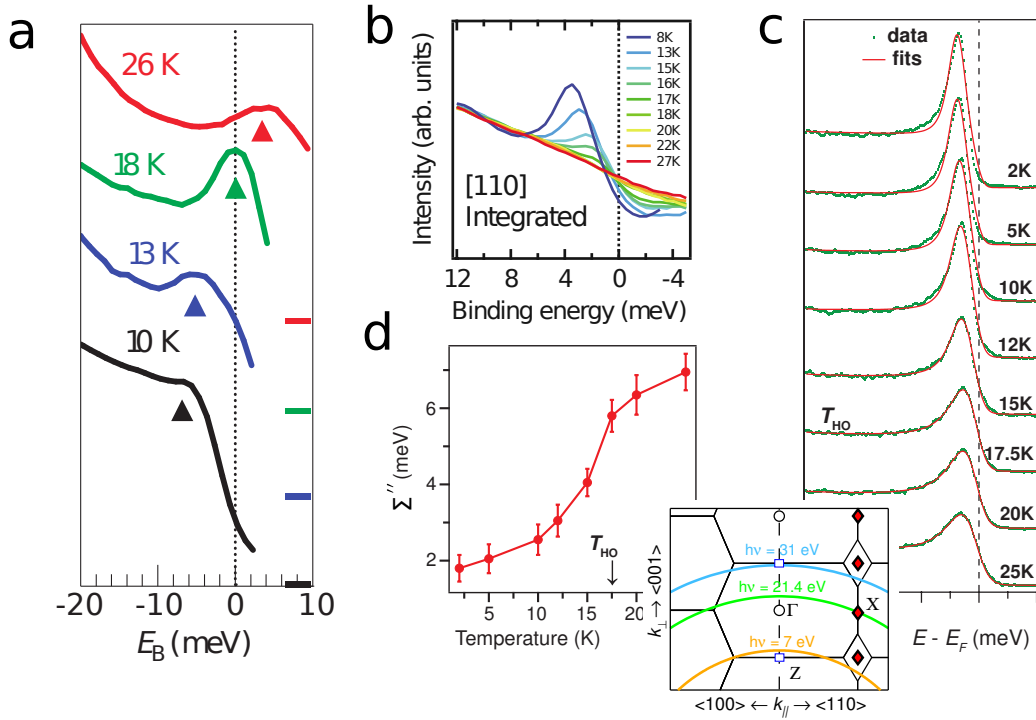 a
26 K
18 K
13 K
10 K
-20
-10
0
10
E_B (meV)
b
Intensity (arb. units)
8K
13K
15K
16K
17K
18K
20K
22K
27K
[110]
Integrated
12
8
4
0
-4
Binding energy (meV)
c
data
fits
2K
5K
10K
12K
15K
T_HO
17.5K
20K
25K
E - E_F (meV)
d
Σ'' (meV)
6
4
2
T_HO
5
10
15
20
Temperature (K)
hν = 31 eV
hν = 21.4 eV
Γ
X
hν = 7 eV
Z
k⊥ → <001>
<100> ← k_// → <110>